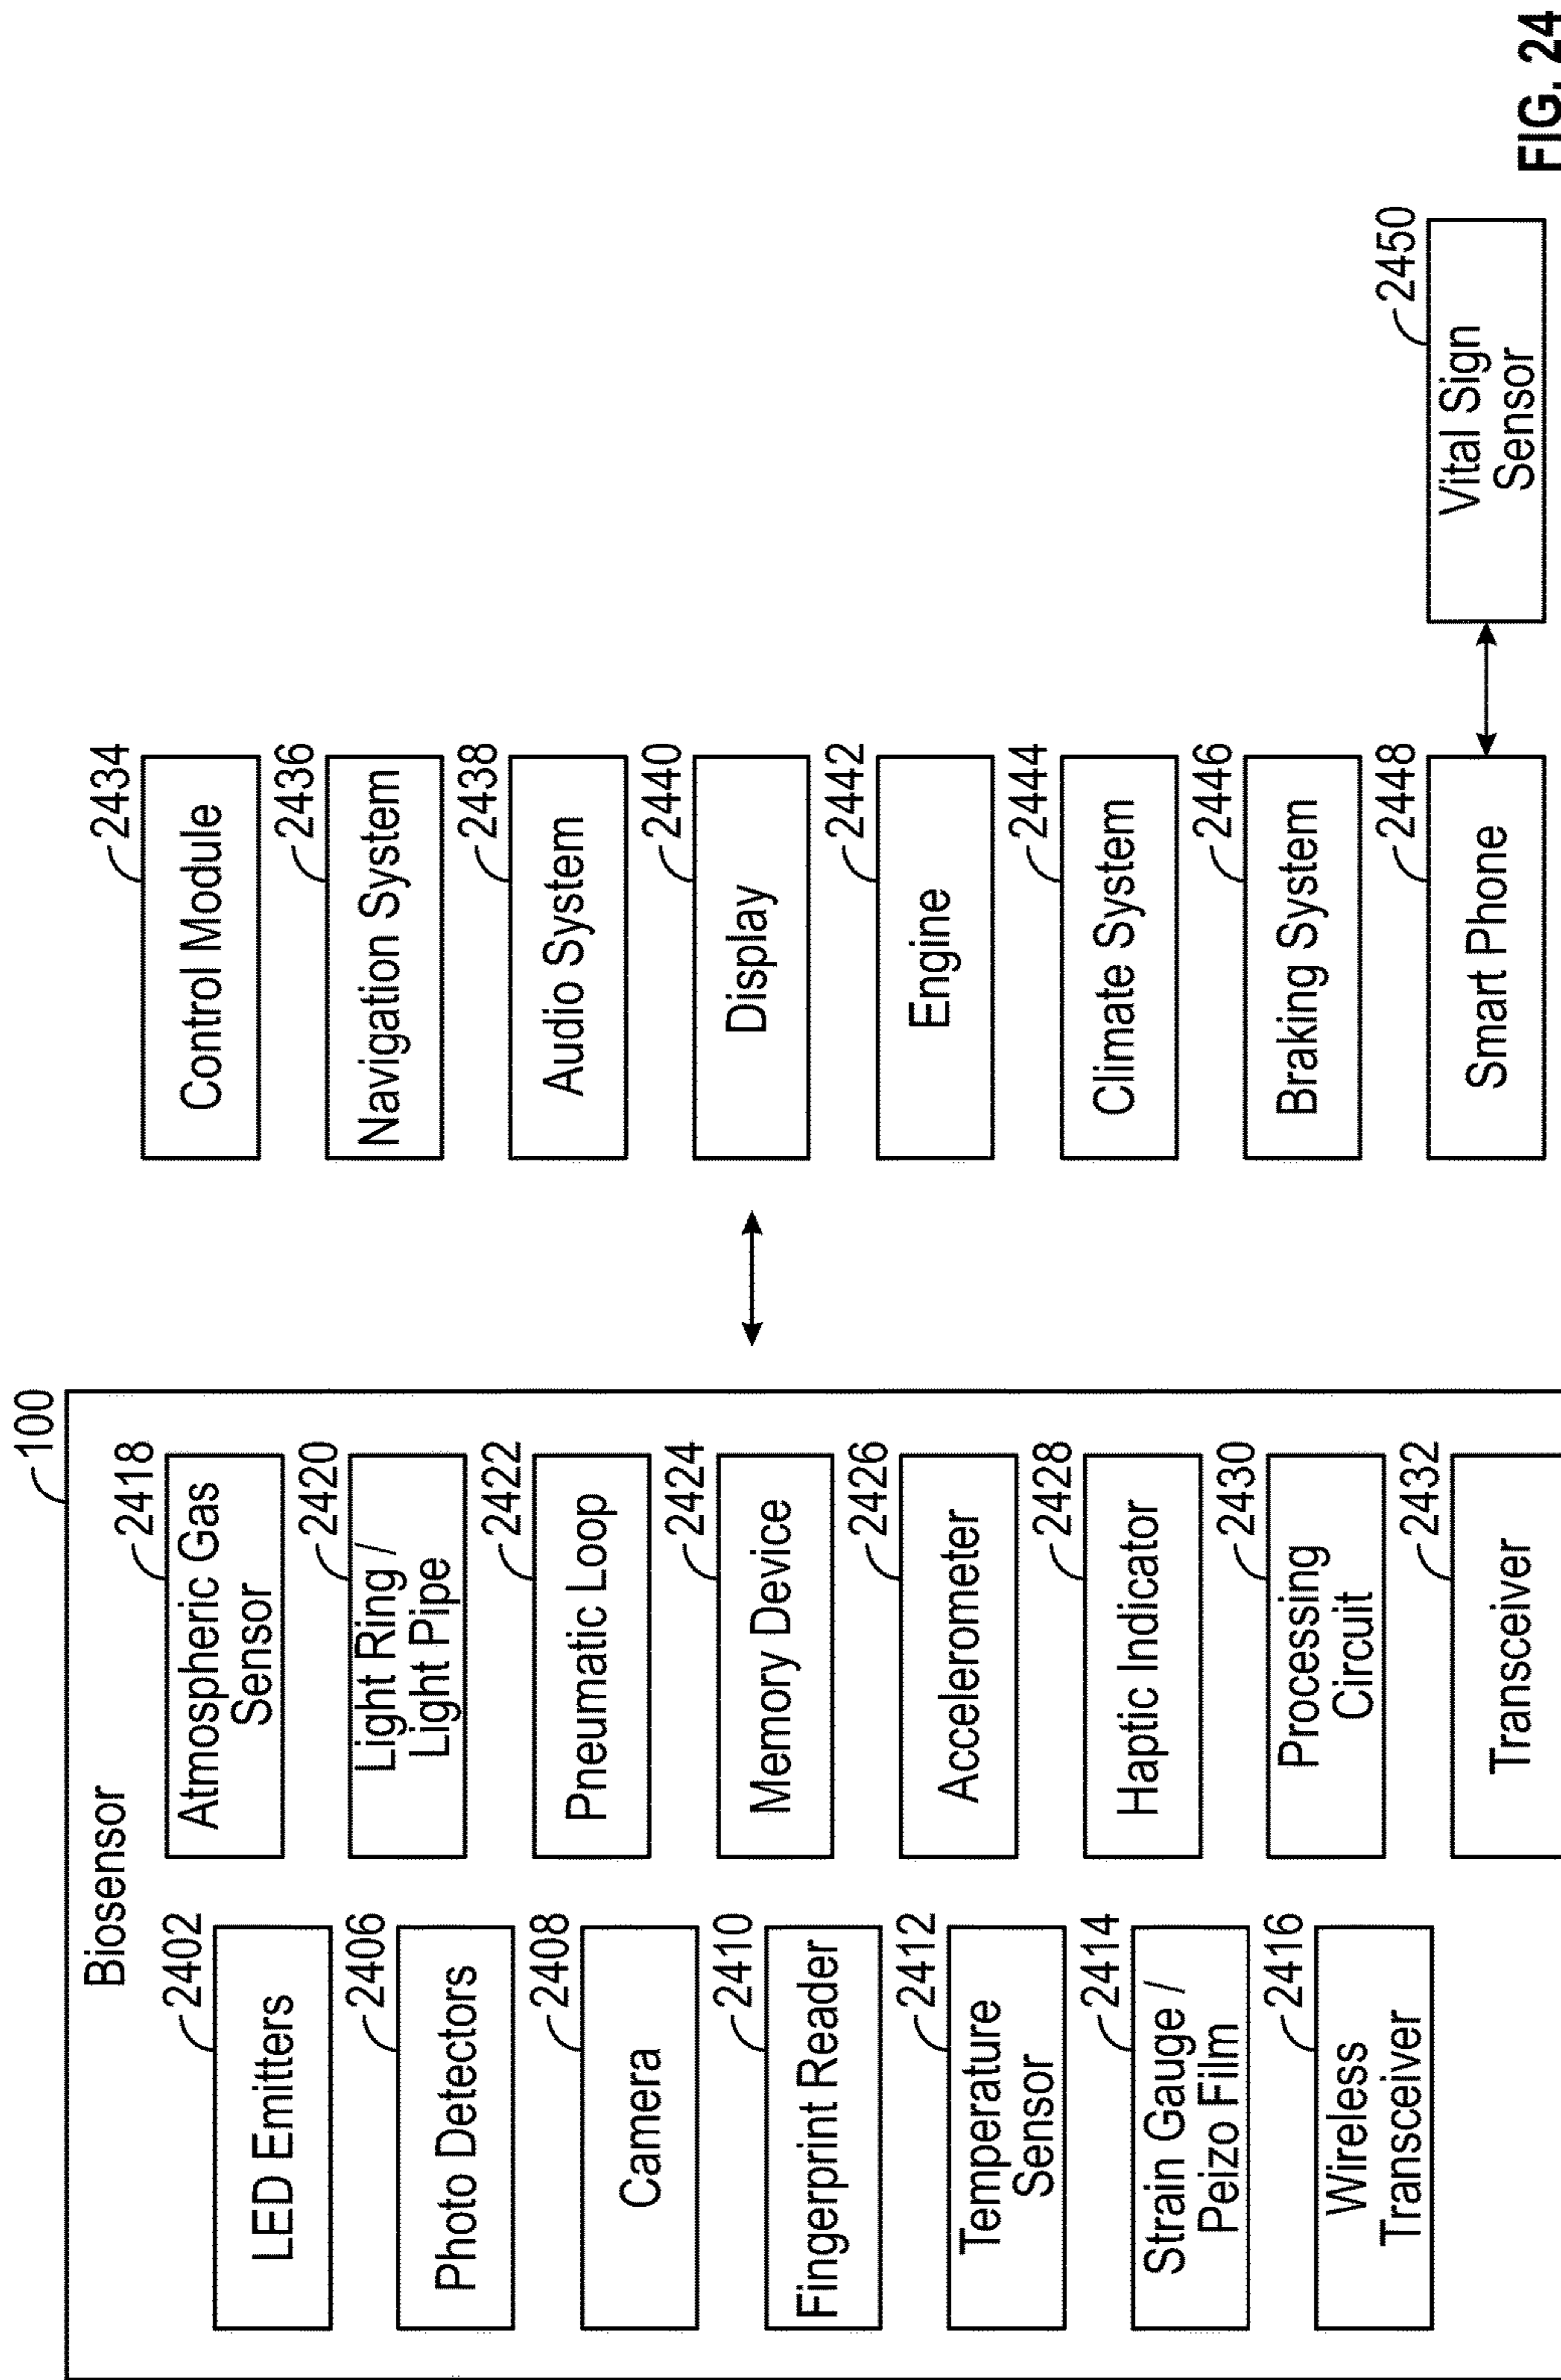 100
Biosensor
2402
LED Emitters
2406
Photo Detectors
2408
Camera
2410
Fingerprint Reader
2412
Temperature
Sensor
2414
Strain Gauge /
Peizo Film
2416
Wireless
Transceiver
2418
Atmospheric Gas
Sensor
2420
Light Ring /
Light Pipe
2422
Pneumatic Loop
2424
Memory Device
2426
Accelerometer
2428
Haptic Indicator
2430
Processing
Circuit
2432
Transceiver
2434
Control Module
2436
Navigation System
2438
Audio System
2440
Display
2442
Engine
2444
Climate System
2446
Braking System
2448
Smart Phone
2450
Vital Sign
Sensor
FIG. 24